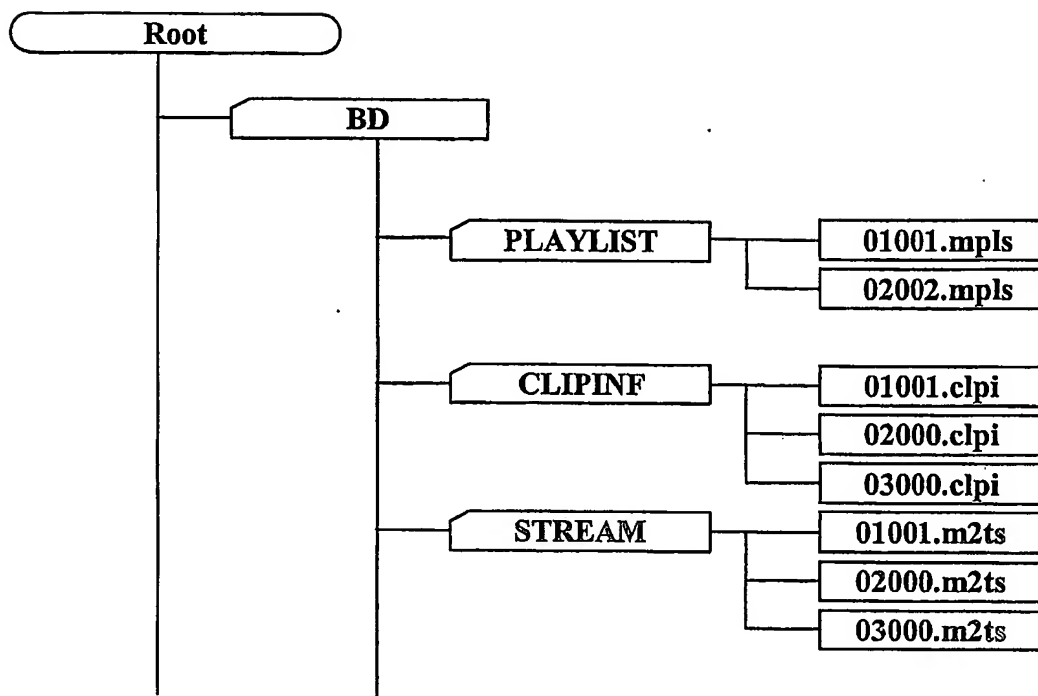 Root
BD
PLAYLIST
01001.mpls
02002.mpls
CLIPINF
01001.clpi
02000.clpi
03000.clpi
STREAM
01001.m2ts
02000.m2ts
03000.m2ts